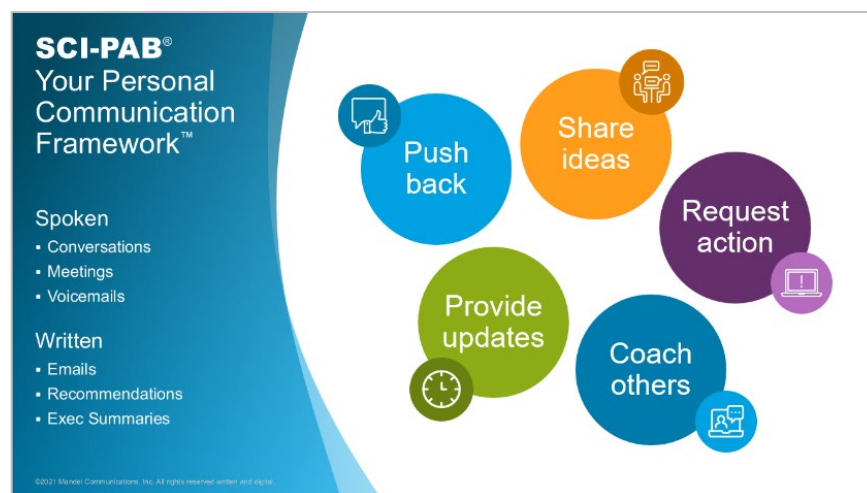 SCI-PAB®
Your Personal
Communication
Framework™
Spoken
▪ Conversations
▪ Meetings
▪ Voicemails
Written
▪ Emails
▪ Recommendations
▪ Exec Summaries
©2021 Mandel Communications, Inc. All rights reserved written and digital.
Push
back
Share
ideas
Request
action
Provide
updates
Coach
others